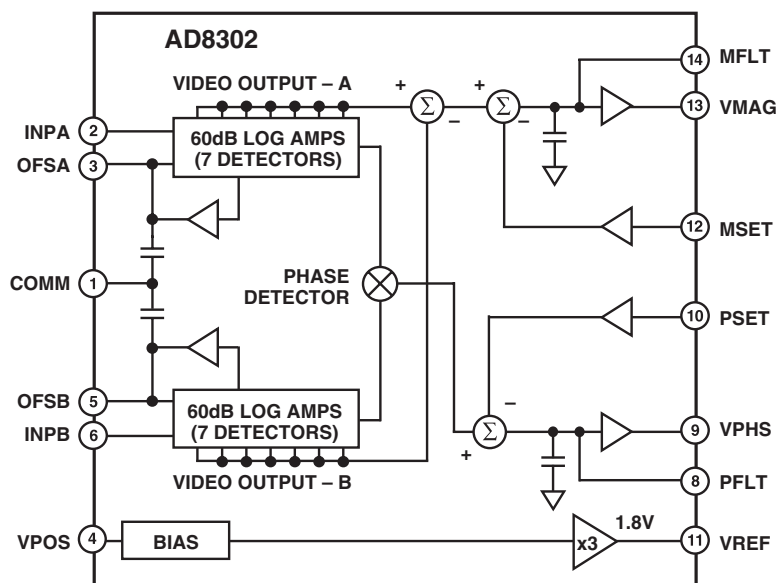 AD8302
VIDEO OUTPUT – A
+
Σ
–
+
Σ
–
14 MFLT
13 VMAG
INPA 2
OFSA 3
60dB LOG AMPS
(7 DETECTORS)
12 MSET
COMM 1
PHASE
DETECTOR
10 PSET
OFSB 5
INPB 6
60dB LOG AMPS
(7 DETECTORS)
–
+
Σ
9 VPHS
8 PFLT
VIDEO OUTPUT – B
VPOS 4
BIAS
x3
1.8V
11 VREF